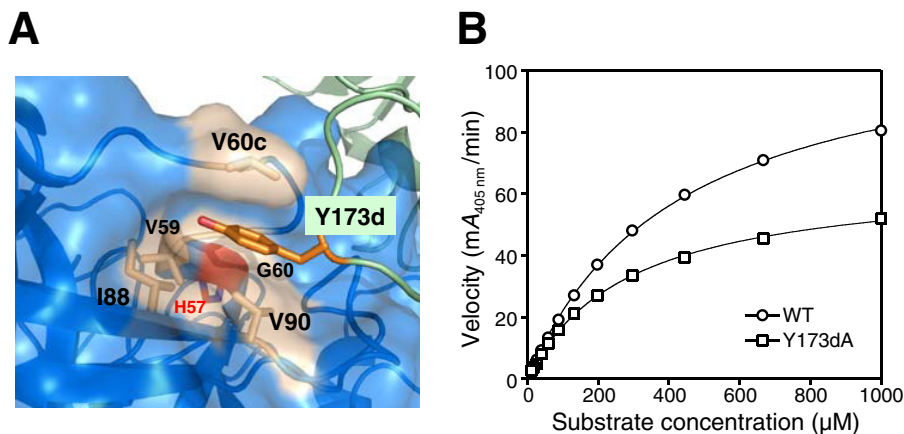 A
V60c
Y173d
V59
G60
I88
H57
V90
B
Velocity (mA405 nm/min)
100
80
60
40
20
0
WT
Y173dA
0 200 400 600 800 1000
Substrate concentration (µM)